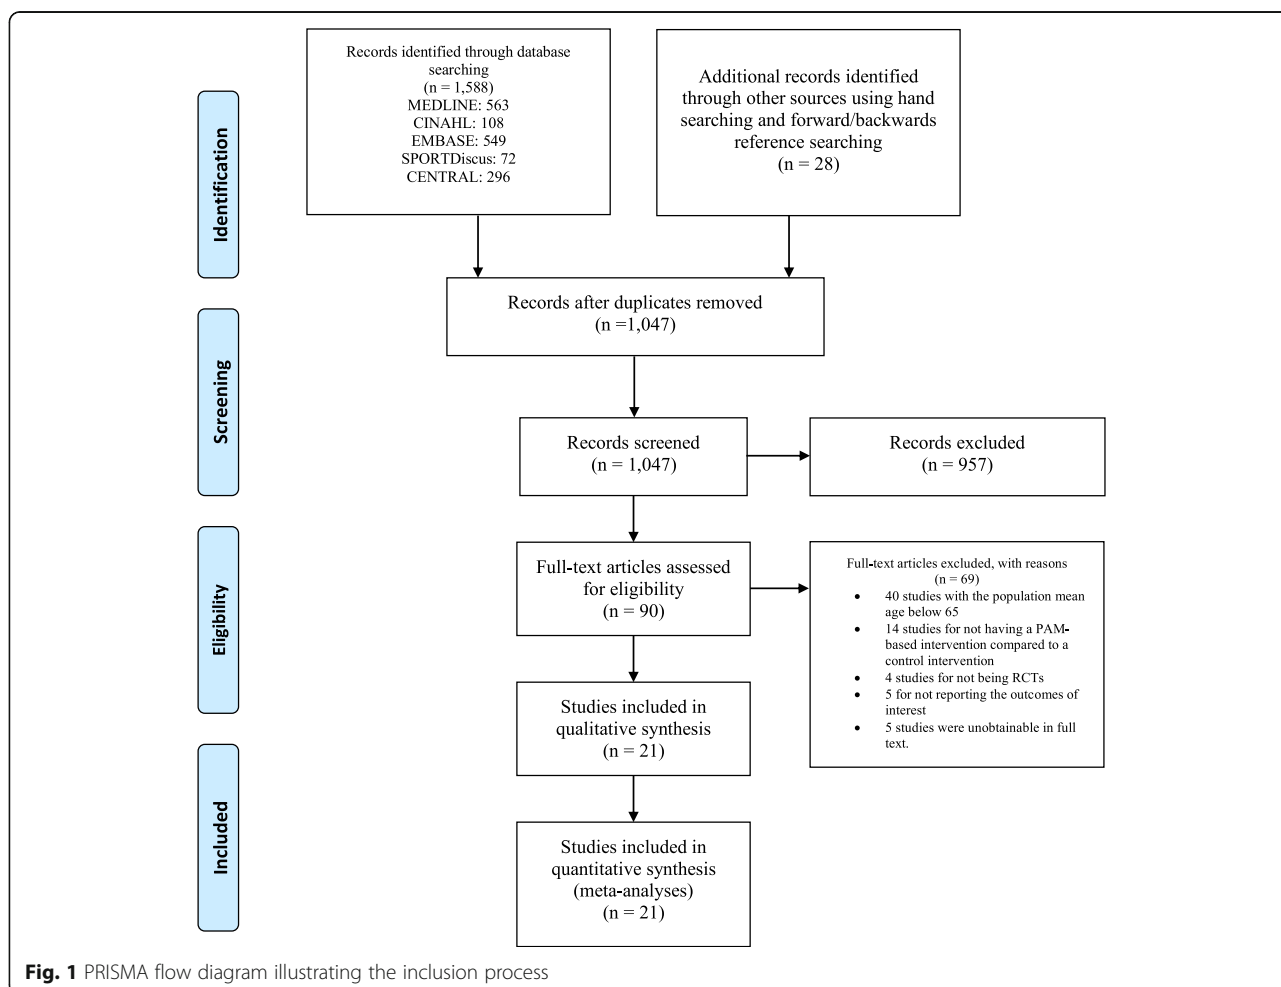 Identification
Records identified through database
searching
(n = 1,588)
MEDLINE: 563
CINAHL: 108
EMBASE: 549
SPORTDiscus: 72
CENTRAL: 296
Additional records identified
through other sources using hand
searching and forward/backwards
reference searching
(n = 28)
Records after duplicates removed
(n =1,047)
Screening
Records screened
(n = 1,047)
Records excluded
(n = 957)
Eligibility
Full-text articles assessed
for eligibility
(n = 90)
Full-text articles excluded, with reasons
(n = 69)
• 40 studies with the population mean
age below 65
• 14 studies for not having a PAM-
based intervention compared to a
control intervention
• 4 studies for not being RCTs
• 5 for not reporting the outcomes of
interest
• 5 studies were unobtainable in full
text.
Studies included in
qualitative synthesis
(n = 21)
Included
Studies included in
quantitative synthesis
(meta-analyses)
(n = 21)
Fig. 1 PRISMA flow diagram illustrating the inclusion process